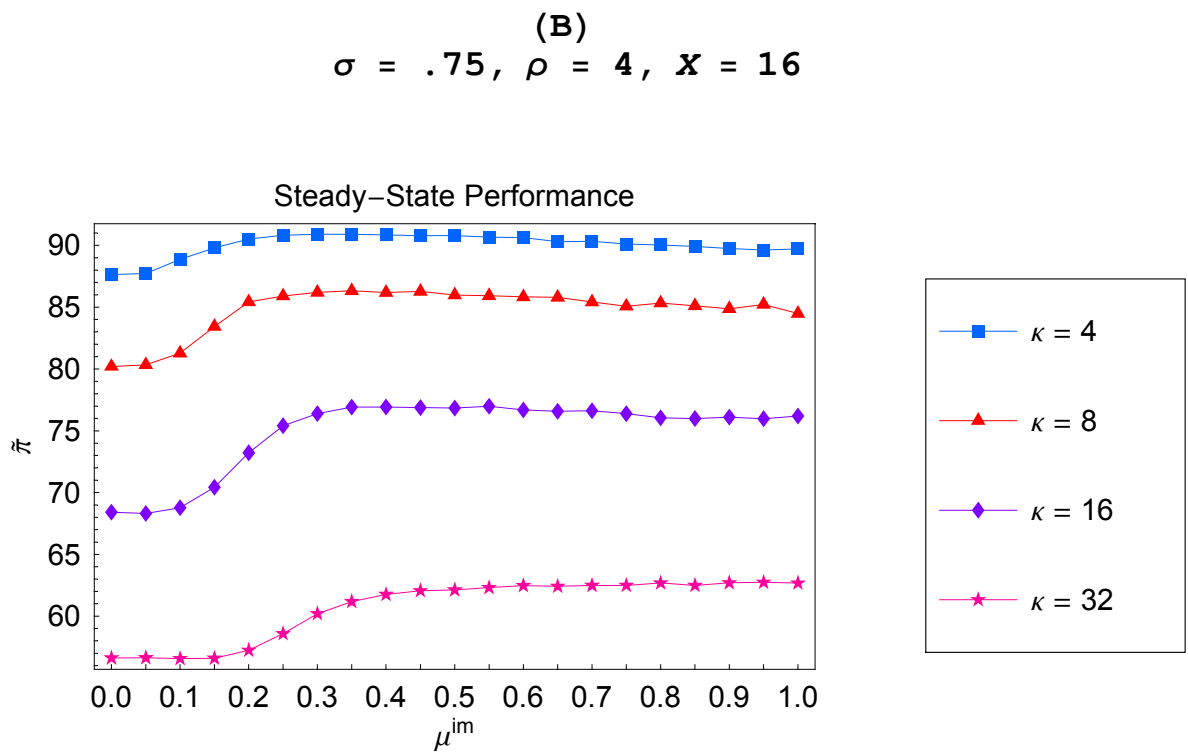 (B)
σ = .75, ρ = 4, X = 16
Steady−State Performance
90
85
80
75
70
65
60
π̃
0.0 0.1 0.2 0.3 0.4 0.5 0.6 0.7 0.8 0.9 1.0
μ^im
κ = 4
κ = 8
κ = 16
κ = 32